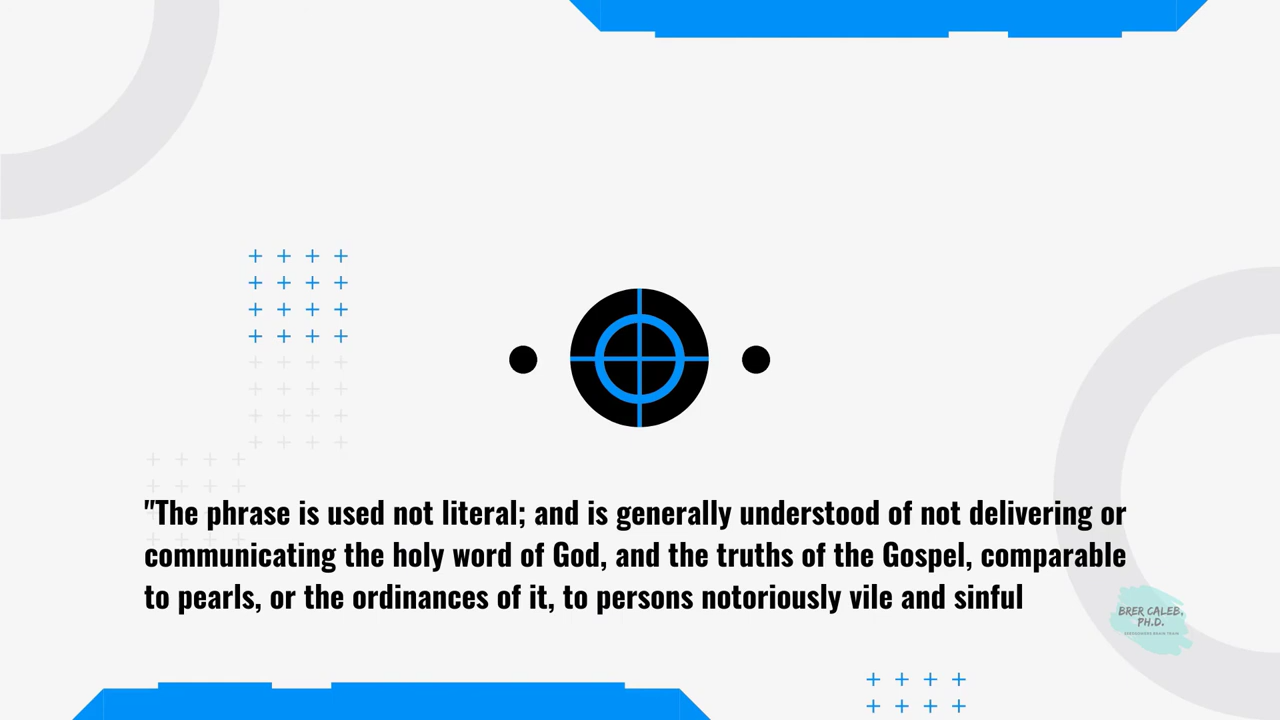 "The phrase is used not literal; and is generally understood of not delivering or
communicating the holy word of God, and the truths of the Gospel, comparable
to pearls, or the ordinances of it, to persons notoriously vile and sinful
BRER CALEB,
PH.D.